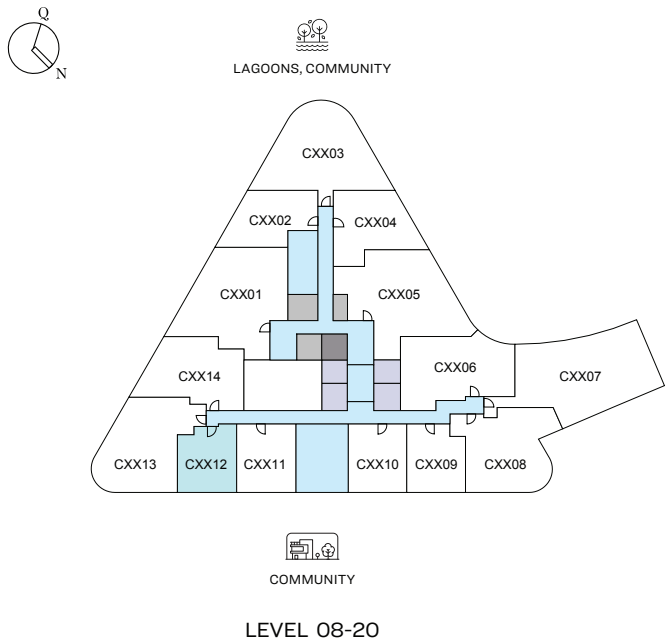 Q
N
LAGOONS, COMMUNITY
CXX03
CXX02
CXX04
CXX01
CXX05
CXX14
CXX06
CXX07
CXX13
CXX12
CXX11
CXX10
CXX09
CXX08
COMMUNITY
LEVEL 08-20